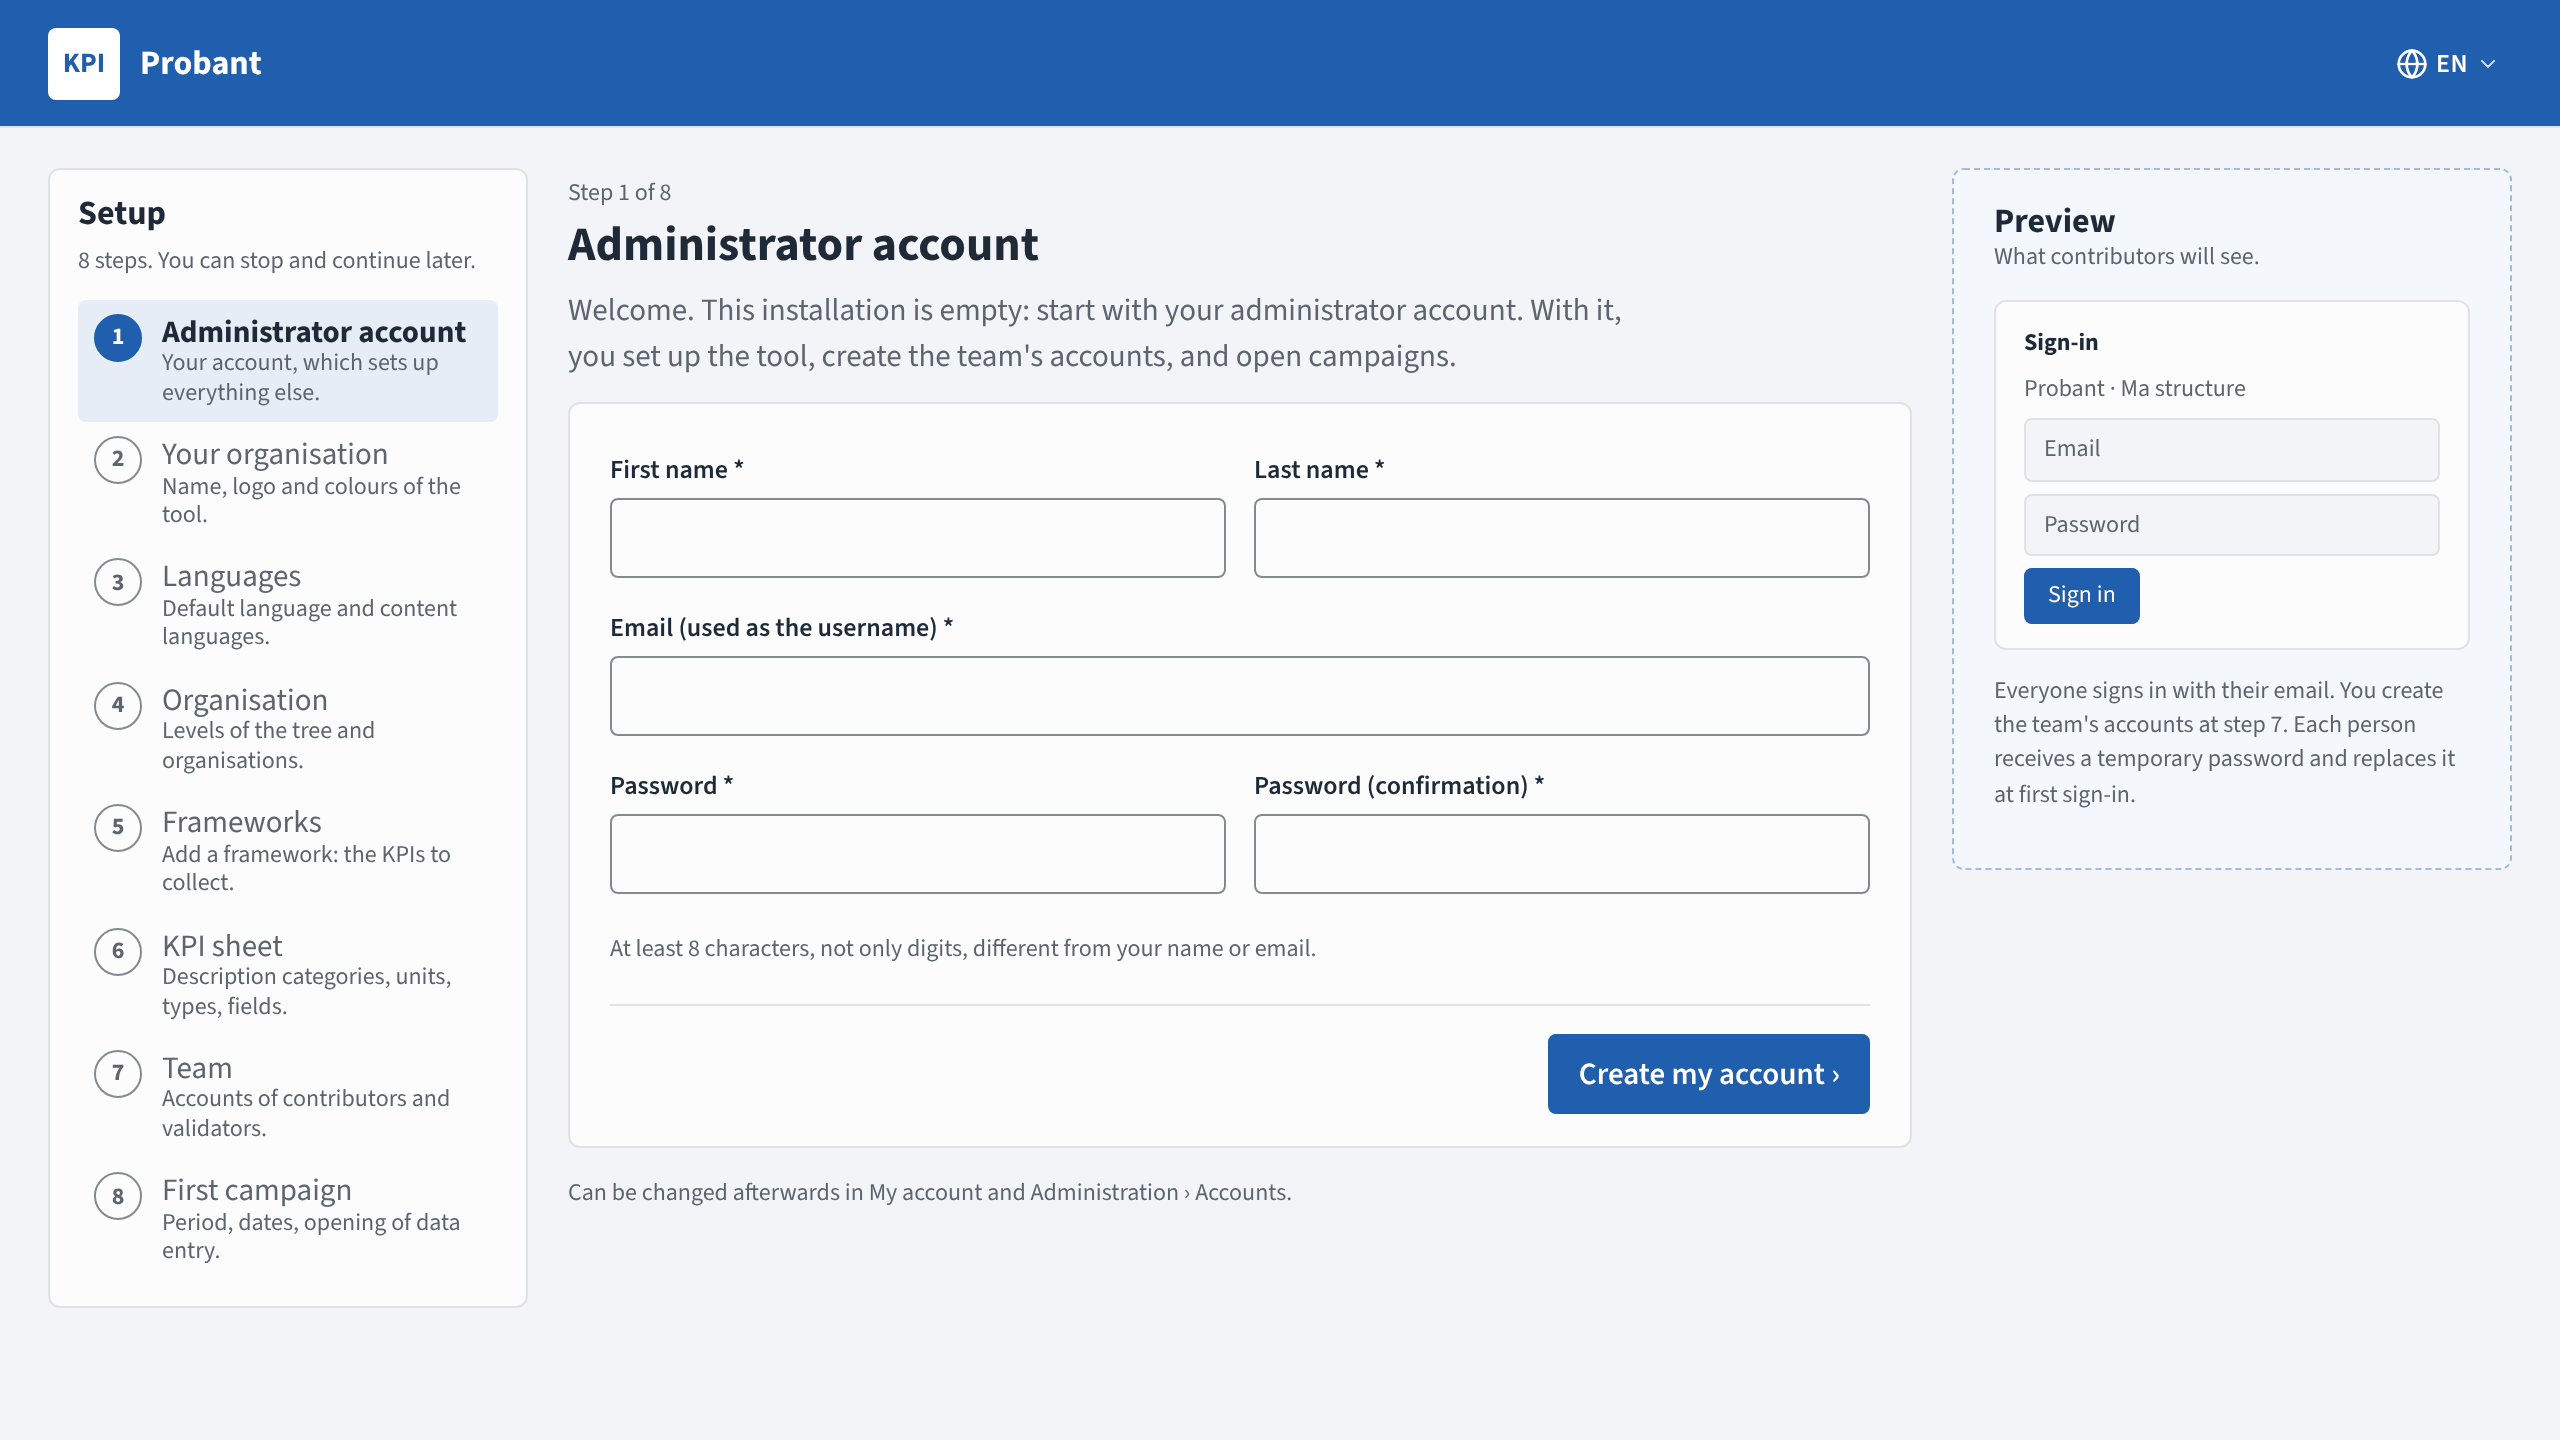 KPI
Probant
EN
Setup
8 steps. You can stop and continue later.
1
Administrator account
Your account, which sets up
everything else.
2
Your organisation
Name, logo and colours of the
tool.
3
Languages
Default language and content
languages.
4
Organisation
Levels of the tree and
organisations.
5
Frameworks
Add a framework: the KPIs to
collect.
6
KPI sheet
Description categories, units,
types, fields.
7
Team
Accounts of contributors and
validators.
8
First campaign
Period, dates, opening of data
entry.
Step 1 of 8
Administrator account
Welcome. This installation is empty: start with your administrator account. With it,
you set up the tool, create the team's accounts, and open campaigns.
First name *
Last name *
Email (used as the username) *
Password *
Password (confirmation) *
At least 8 characters, not only digits, different from your name or email.
Create my account ›
Can be changed afterwards in My account and Administration › Accounts.
Preview
What contributors will see.
Sign-in
Probant · Ma structure
Email
Password
Sign in
Everyone signs in with their email. You create
the team's accounts at step 7. Each person
receives a temporary password and replaces it
at first sign-in.